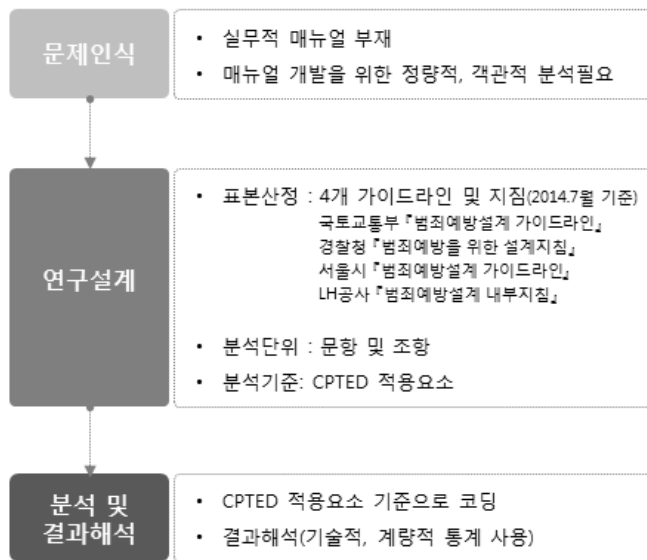 문제인식
• 실무적 매뉴얼 부재
• 매뉴얼 개발을 위한 정량적, 객관적 분석필요
연구설계
• 표본산정 : 4개 가이드라인 및 지침(2014.7월 기준)
국토교통부『범죄예방설계 가이드라인』
경찰청『범죄예방을 위한 설계지침』
서울시『범죄예방설계 가이드라인』
LH공사『범죄예방설계 내부지침』
• 분석단위 : 문항 및 조항
• 분석기준: CPTED 적용요소
분석 및
결과해석
• CPTED 적용요소 기준으로 코딩
• 결과해석(기술적, 계량적 통계 사용)